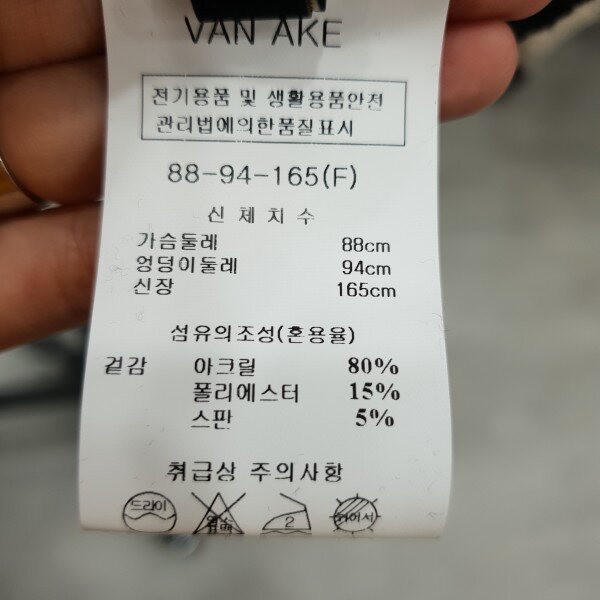 VAN AKE
전기용품 및 생활용품안전
관리법에의한품질표시
88-94-165(F)
신체치수
가슴둘레 88cm
엉덩이둘레 94cm
신장 165cm
섬유의조성(혼용율)
겉감 아크릴 80%
폴리에스터 15%
스판 5%
취급상 주의사항
드라이 염소 표백 2